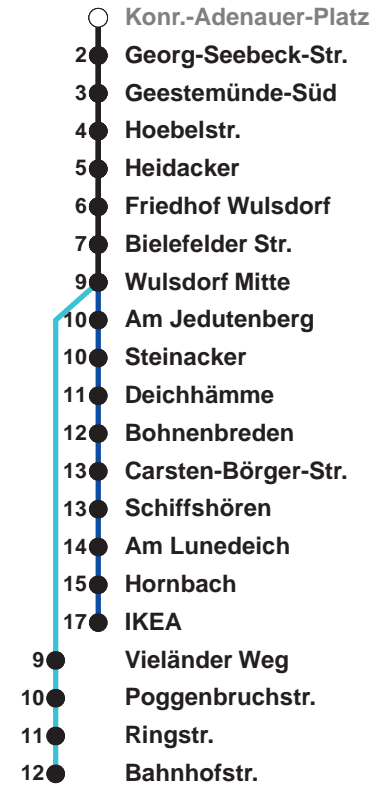 Konr.-Adenauer-Platz
2 Georg-Seebeck-Str.
3 Geestemünde-Süd
4 Hoebelstr.
5 Heidacker
6 Friedhof Wulsdorf
7 Bielefelder Str.
9 Wulsdorf Mitte
10 Am Jedutenberg
10 Steinacker
11 Deichhämme
12 Bohnenbreden
13 Carsten-Börger-Str.
13 Schiffshören
14 Am Lunedeich
15 Hornbach
17 IKEA
9 Vieländer Weg
10 Poggenbruchstr.
11 Ringstr.
12 Bahnhofstr.